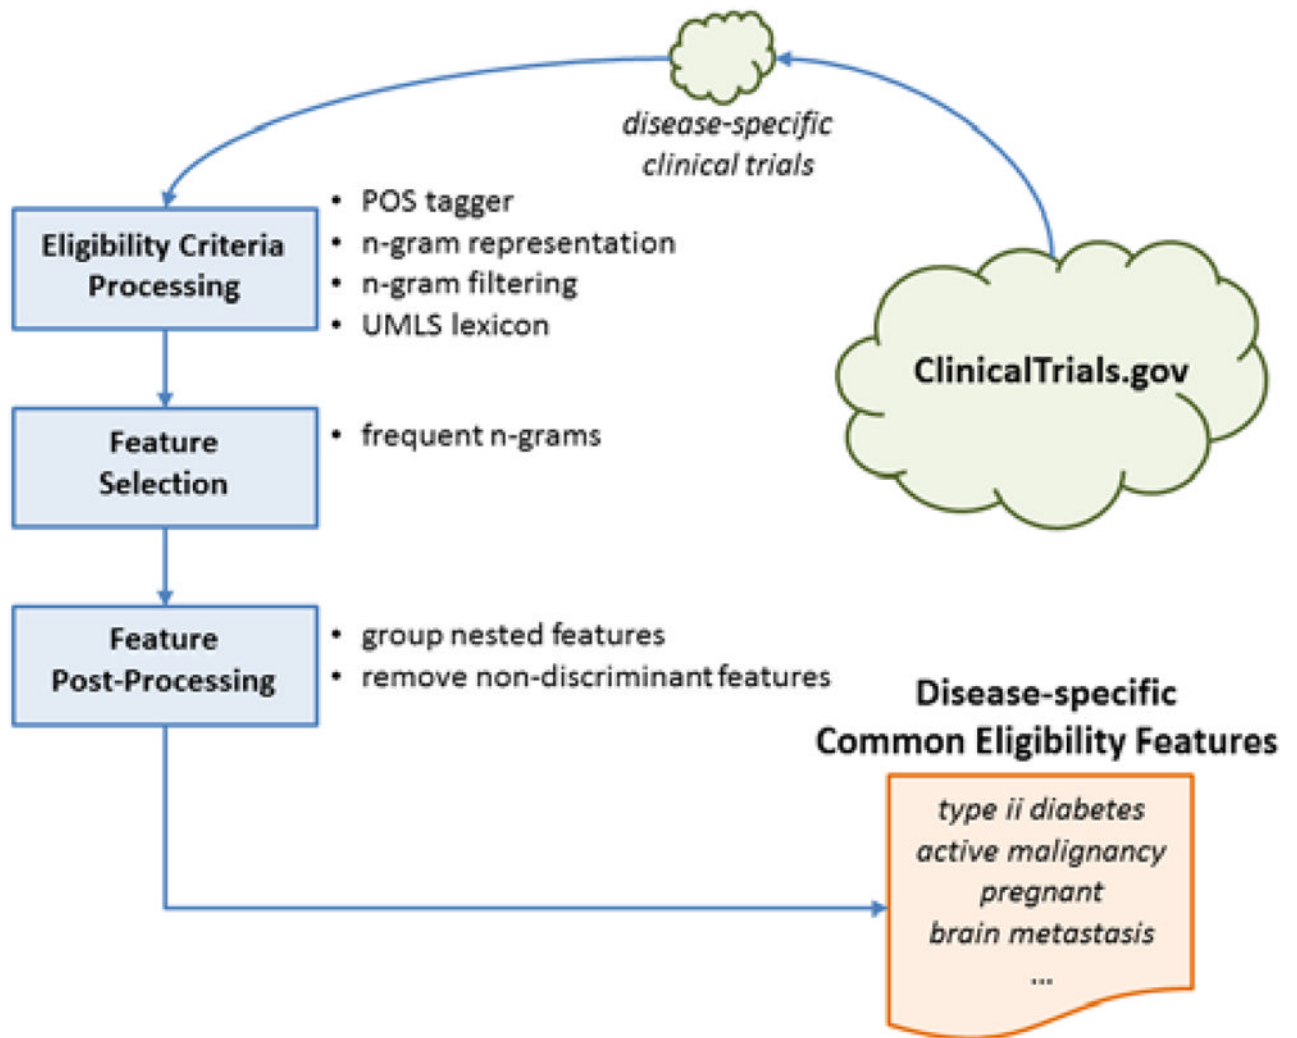 disease-specific
clinical trials
Eligibility Criteria
Processing
• POS tagger
• n-gram representation
• n-gram filtering
• UMLS lexicon
ClinicalTrials.gov
Feature
Selection
• frequent n-grams
Feature
Post-Processing
• group nested features
• remove non-discriminant features
Disease-specific
Common Eligibility Features
type ii diabetes
active malignancy
pregnant
brain metastasis
...